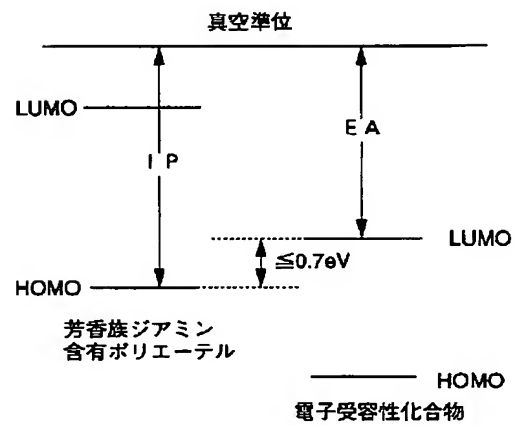 真空準位
LUMO
EA
IP
LUMO
≦0.7eV
HOMO
芳香族ジアミン
含有ポリエーテル
HOMO
電子受容性化合物